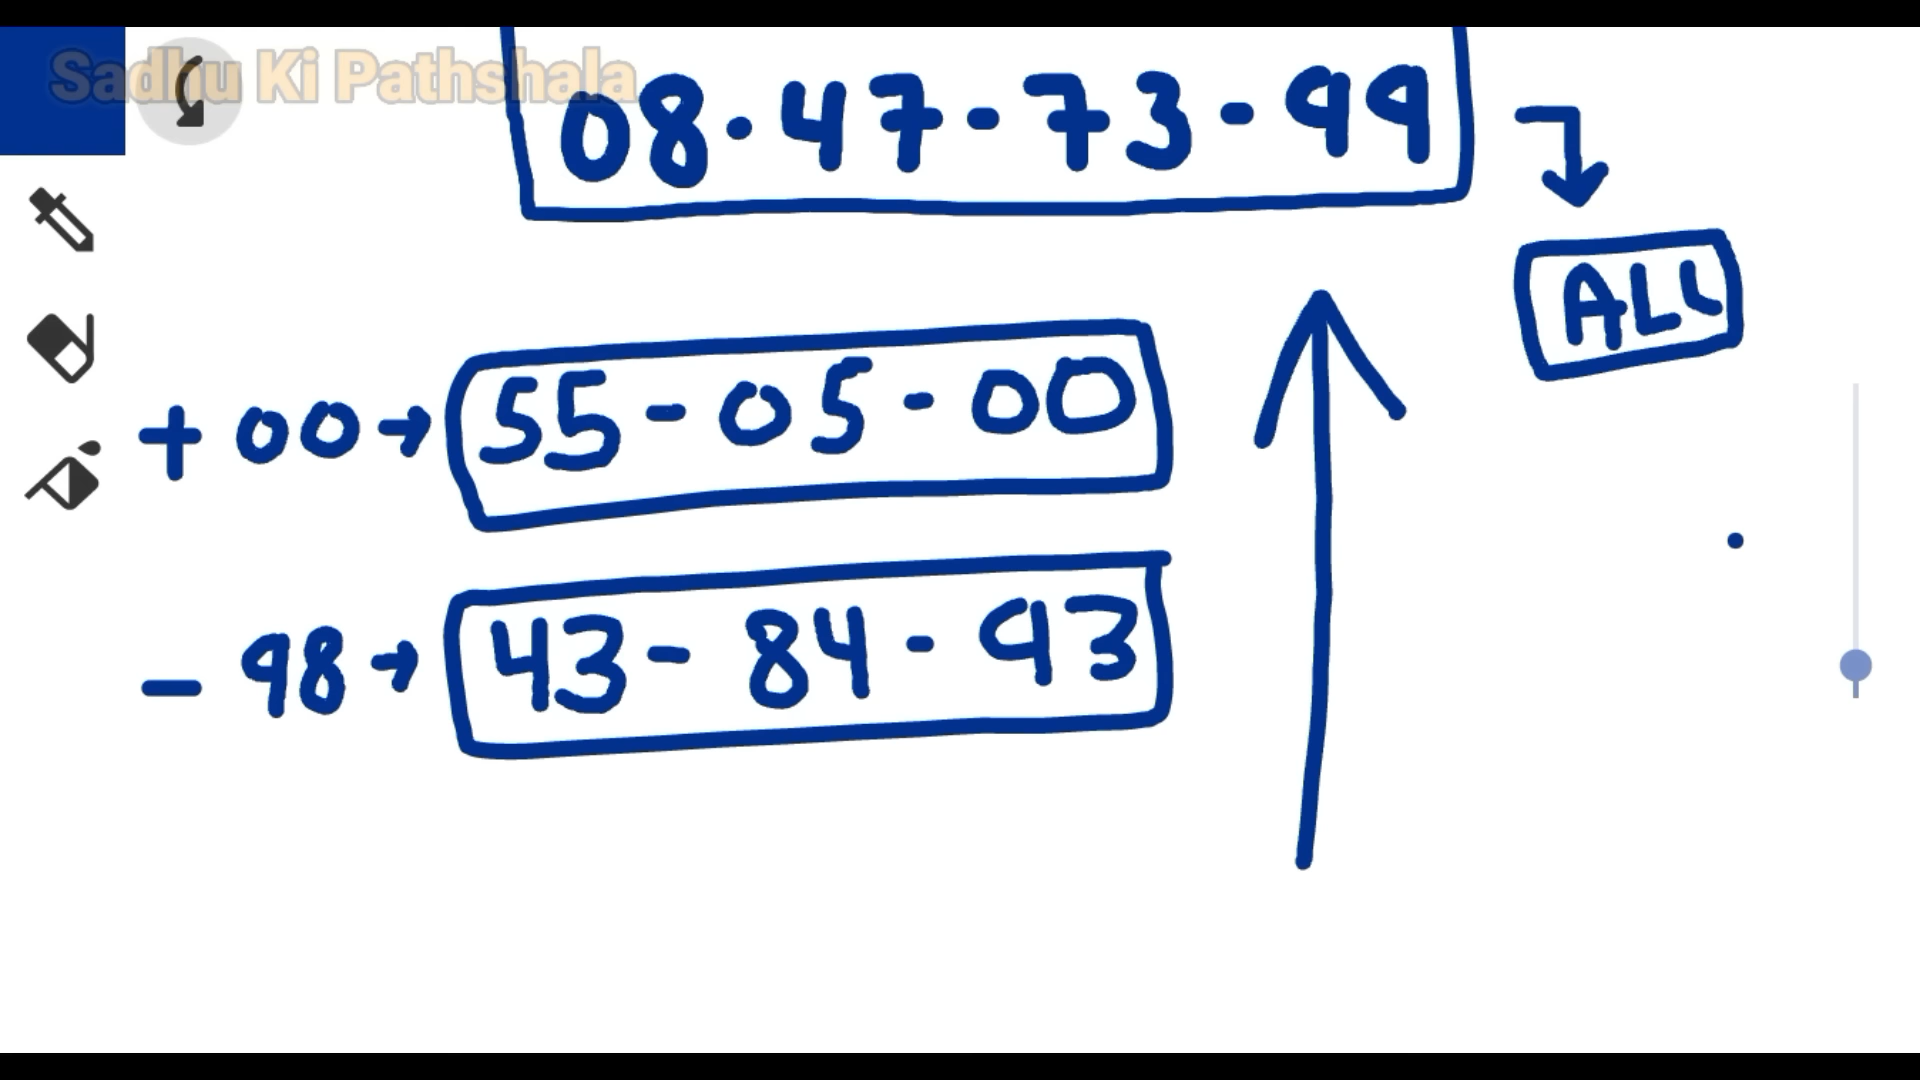 Sadhu Ki Pathshala
08.47-73-99
ALL
+ 00→ 55-05-00
- 98→ 43-84-93